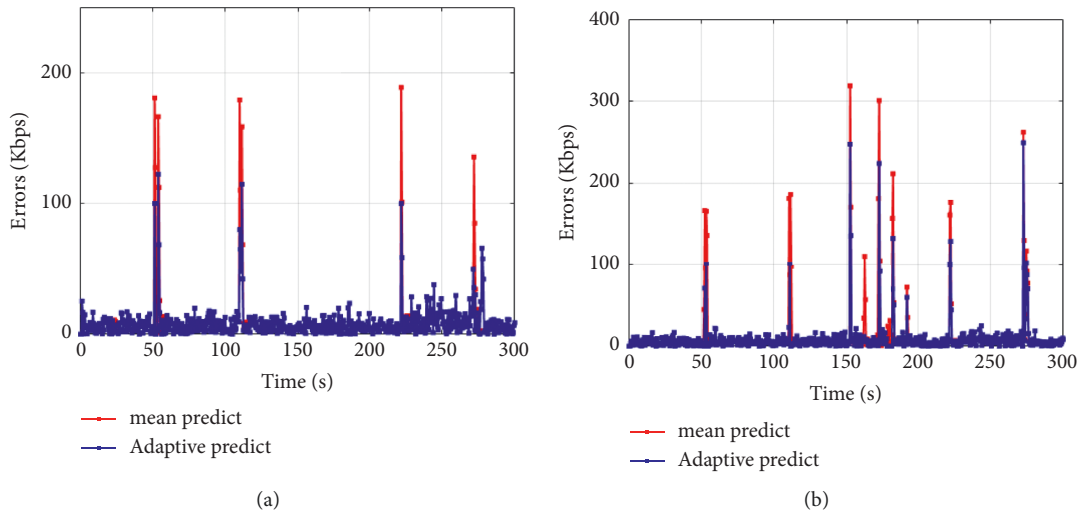 200
100
0
Errors (Kbps)
0 50 100 150 200 250 300
Time (s)
mean predict
Adaptive predict
(a)
400
300
200
100
0
Errors (Kbps)
0 50 100 150 200 250 300
Time (s)
mean predict
Adaptive predict
(b)